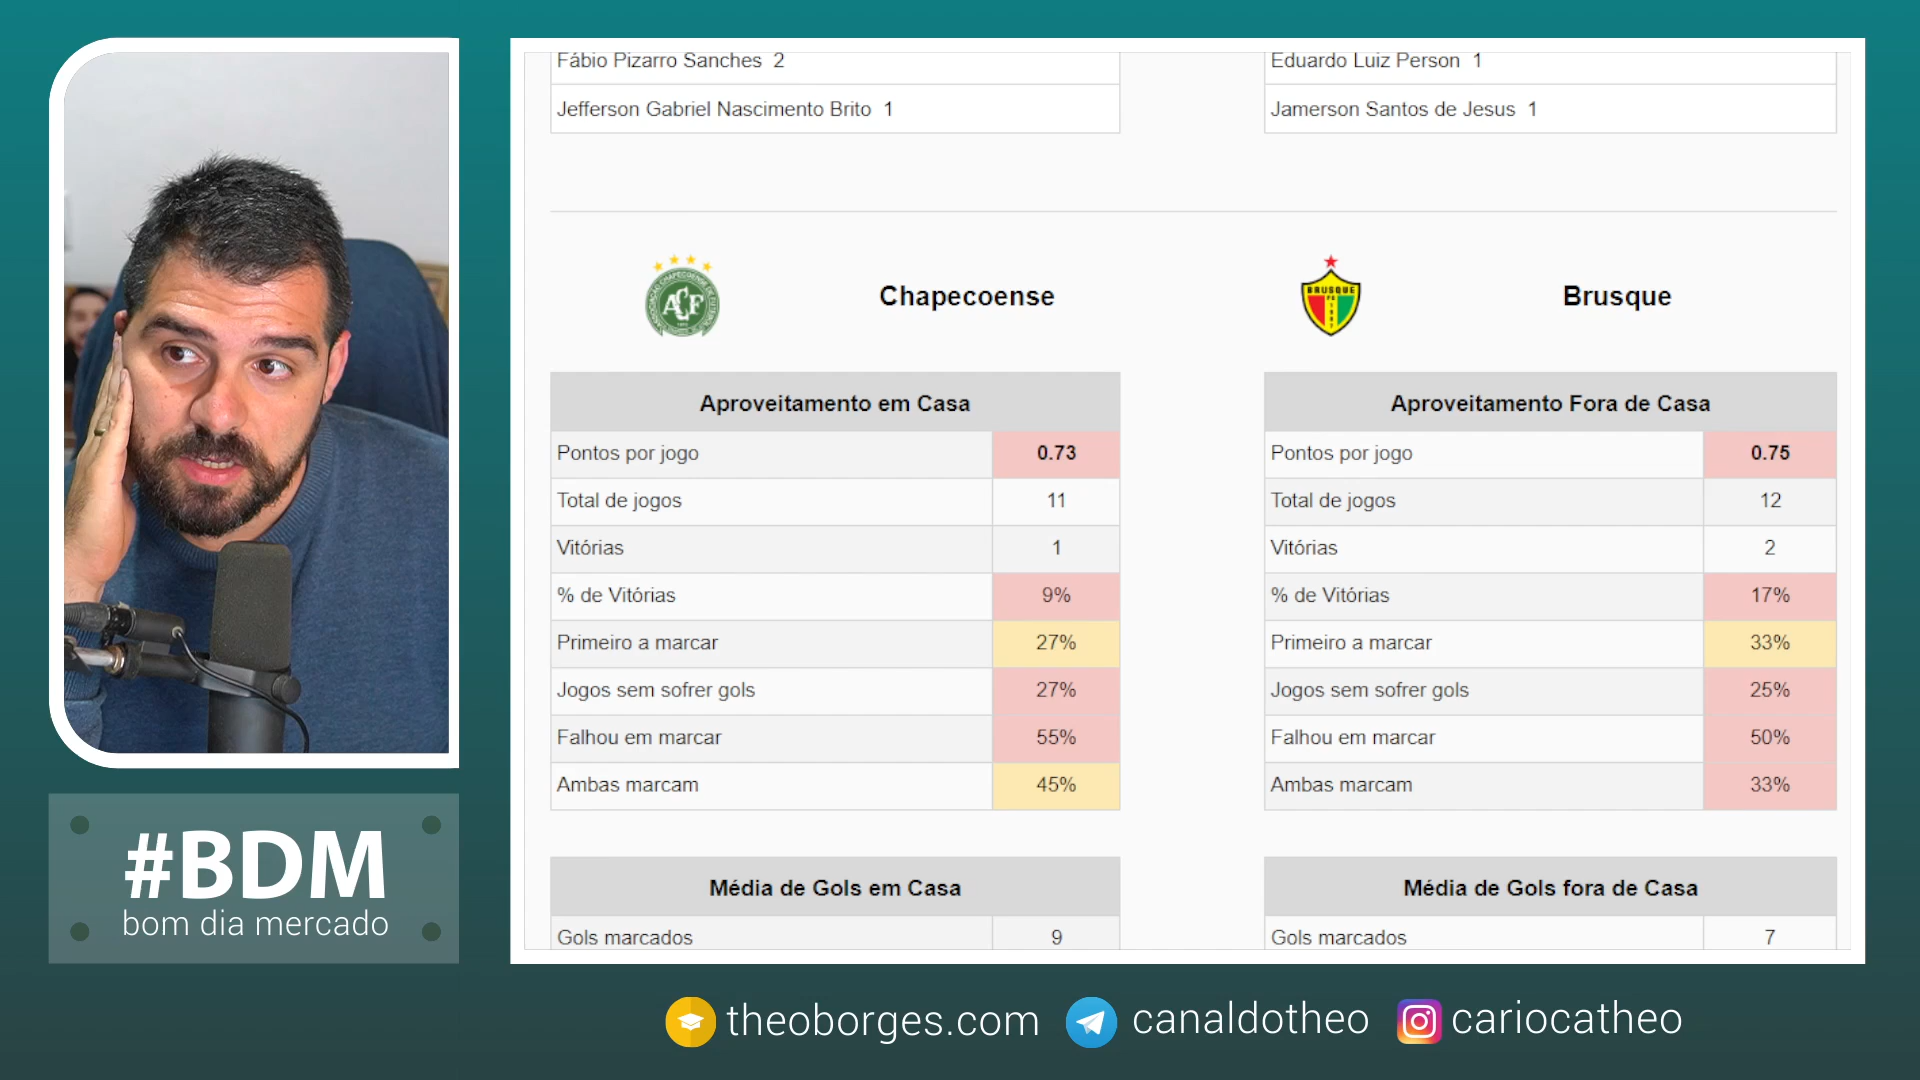 Fábio Pizarro Sanches 2
Jefferson Gabriel Nascimento Brito 1
Eduardo Luiz Person 1
Jamerson Santos de Jesus 1
ACF
Chapecoense
BRUSQUE
Brusque
Aproveitamento em Casa
Pontos por jogo 0.73
Total de jogos 11
Vitórias 1
% de Vitórias 9%
Primeiro a marcar 27%
Jogos sem sofrer gols 27%
Falhou em marcar 55%
Ambas marcam 45%
Aproveitamento Fora de Casa
Pontos por jogo 0.75
Total de jogos 12
Vitórias 2
% de Vitórias 17%
Primeiro a marcar 33%
Jogos sem sofrer gols 25%
Falhou em marcar 50%
Ambas marcam 33%
Média de Gols em Casa
Gols marcados 9
Média de Gols fora de Casa
Gols marcados 7
#BDM
bom dia mercado
theoborges.com
canaldotheo
cariocatheo